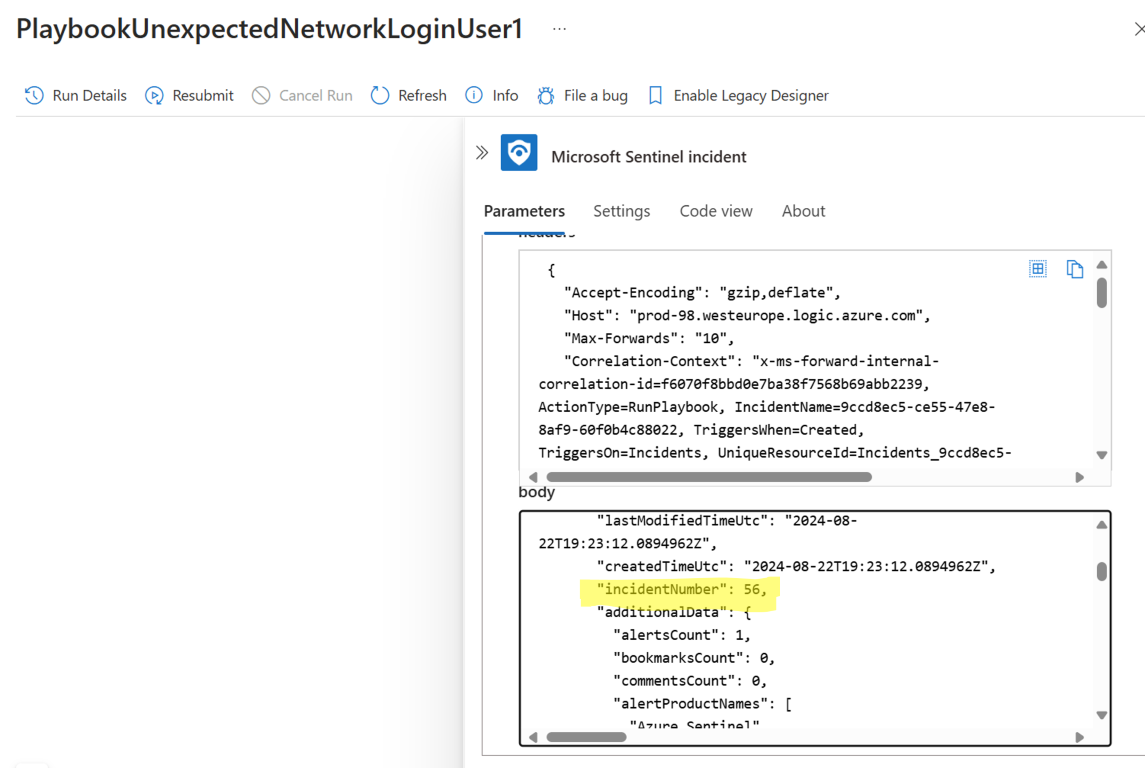 PlaybookUnexpectedNetworkLoginUser1 ...
Run Details Resubmit Cancel Run Refresh Info File a bug Enable Legacy Designer
Microsoft Sentinel incident
Parameters Settings Code view About
headers
{
"Accept-Encoding": "gzip,deflate",
"Host": "prod-98.westeurope.logic.azure.com",
"Max-Forwards": "10",
"Correlation-Context": "x-ms-forward-internal-
correlation-id=f6070f8bbd0e7ba38f7568b69abb2239,
ActionType=RunPlaybook, IncidentName=9ccd8ec5-ce55-47e8-
8af9-60f0b4c88022, TriggersWhen=Created,
TriggersOn=Incidents, UniqueResourceId=Incidents_9ccd8ec5-
body
"lastModifiedTimeUtc": "2024-08-
22T19:23:12.0894962Z",
"createdTimeUtc": "2024-08-22T19:23:12.0894962Z",
"incidentNumber": 56,
"additionalData": {
"alertsCount": 1,
"bookmarksCount": 0,
"commentsCount": 0,
"alertProductNames": [
"Azure Sentinel"